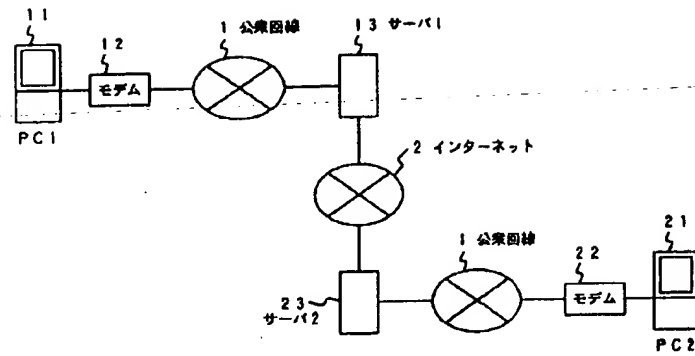 11
12
1 公衆回線
13 サーバ1
モデム
PC1
2 インターネット
1 公衆回線
22
21
モデム
23
サーバ2
PC2